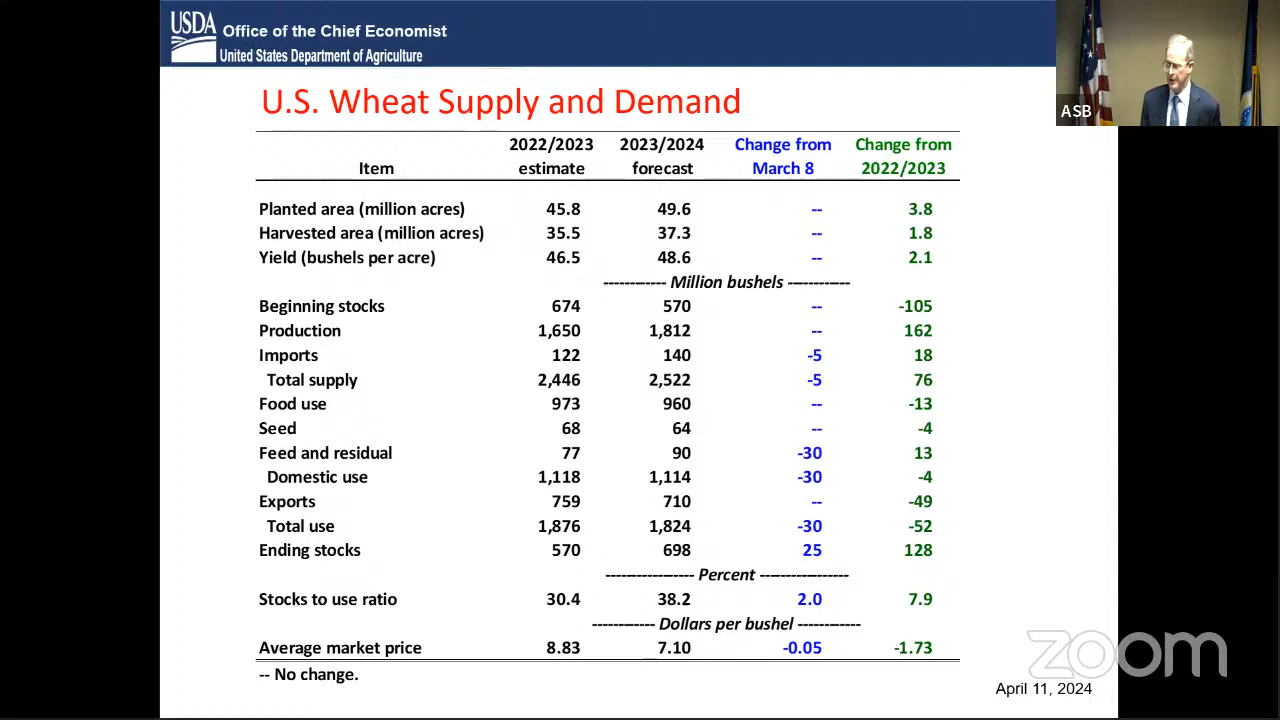 USDA Office of the Chief Economist
United States Department of Agriculture
ASB
U.S. Wheat Supply and Demand
Item 2022/2023 estimate 2023/2024 forecast Change from March 8 Change from 2022/2023
Planted area (million acres) 45.8 49.6 -- 3.8
Harvested area (million acres) 35.5 37.3 -- 1.8
Yield (bushels per acre) 46.5 48.6 -- 2.1
------------ Million bushels ------------
Beginning stocks 674 570 -- -105
Production 1,650 1,812 -- 162
Imports 122 140 -5 18
Total supply 2,446 2,522 -5 76
Food use 973 960 -- -13
Seed 68 64 -- -4
Feed and residual 77 90 -30 13
Domestic use 1,118 1,114 -30 -4
Exports 759 710 -- -49
Total use 1,876 1,824 -30 -52
Ending stocks 570 698 25 128
----------------- Percent -----------------
Stocks to use ratio 30.4 38.2 2.0 7.9
------------ Dollars per bushel ------------
Average market price 8.83 7.10 -0.05 -1.73
-- No change.
zoom
April 11, 2024